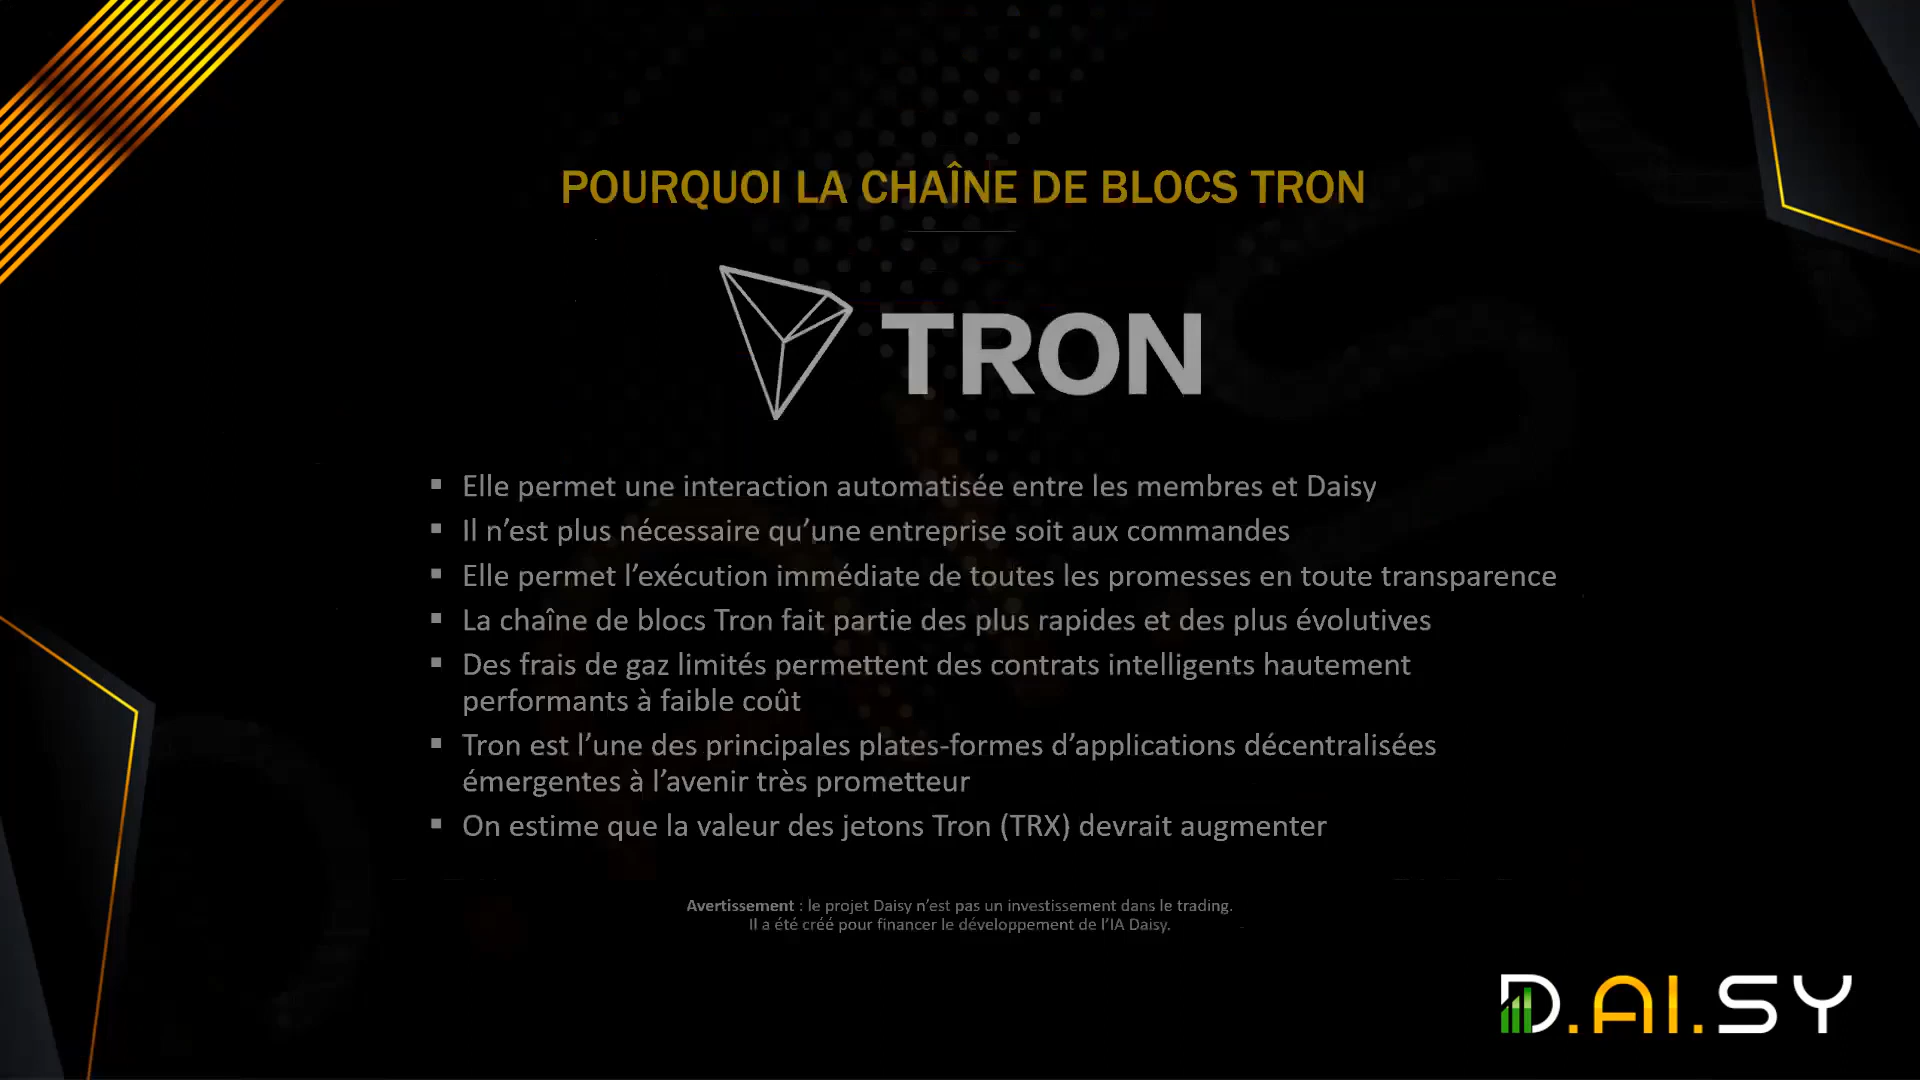 POURQUOI LA CHAÎNE DE BLOCS TRON
TRON
▪ Elle permet une interaction automatisée entre les membres et Daisy
▪ Il n’est plus nécessaire qu’une entreprise soit aux commandes
▪ Elle permet l’exécution immédiate de toutes les promesses en toute transparence
▪ La chaîne de blocs Tron fait partie des plus rapides et des plus évolutives
▪ Des frais de gaz limités permettent des contrats intelligents hautement
performants à faible coût
▪ Tron est l’une des principales plates-formes d’applications décentralisées
émergentes à l’avenir très prometteur
▪ On estime que la valeur des jetons Tron (TRX) devrait augmenter
Avertissement : le projet Daisy n’est pas un investissement dans le trading.
Il a été créé pour financer le développement de l’IA Daisy.
D.AI.SY